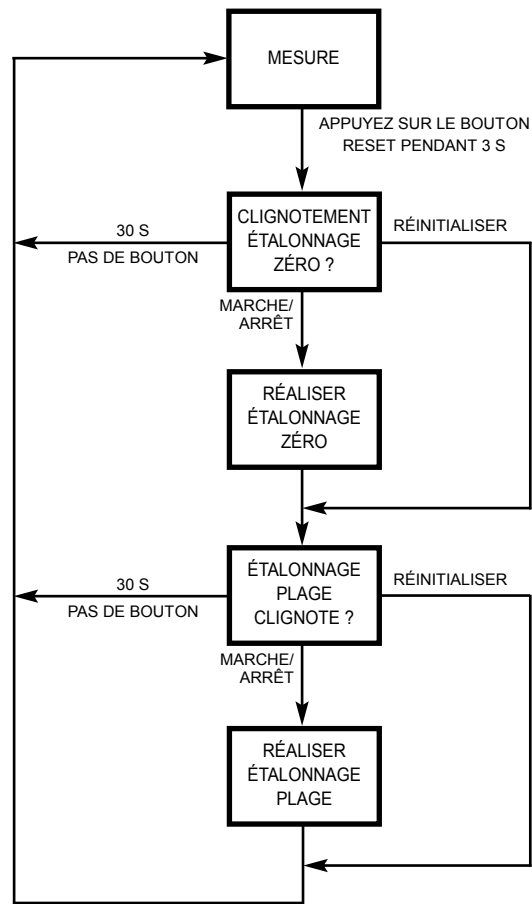 MESURE
APPUYEZ SUR LE BOUTON
RESET PENDANT 3 S
CLIGNOTEMENT
ÉTALONNAGE
ZÉRO ?
30 S
PAS DE BOUTON
RÉINITIALISER
MARCHE/
ARRÊT
RÉALISER
ÉTALONNAGE
ZÉRO
ÉTALONNAGE
PLAGE
CLIGNOTE ?
30 S
PAS DE BOUTON
RÉINITIALISER
MARCHE/
ARRÊT
RÉALISER
ÉTALONNAGE
PLAGE